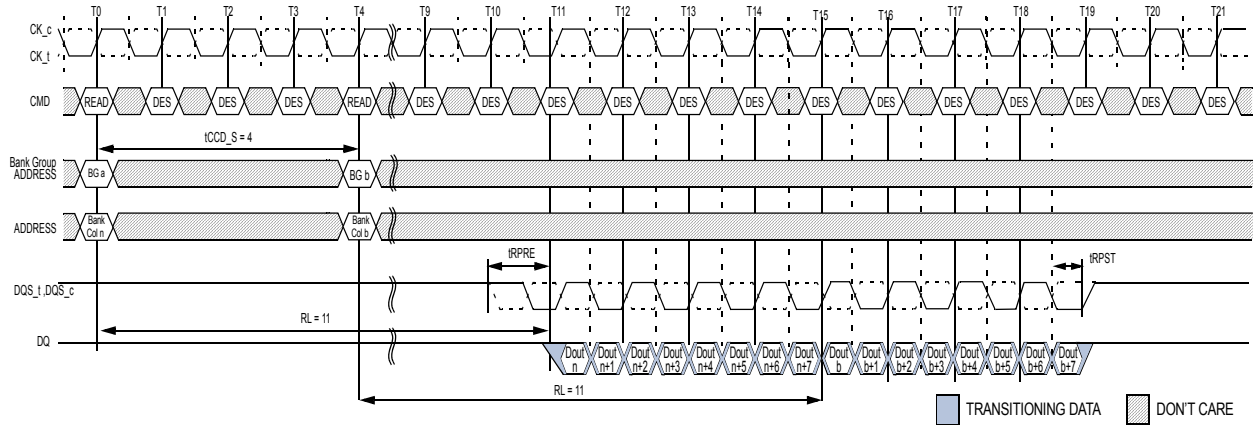 T0 T1 T2 T3 T4 T9 T10 T11 T12 T13 T14 T15 T16 T17 T18 T19 T20 T21
CK_c
CK_t
CMD READ DES DES DES READ DES DES DES DES DES DES DES DES DES DES DES DES DES
tCCD_S = 4
Bank Group
ADDRESS BG a BG b
ADDRESS Bank Col n Bank Col b
tRPRE tRPST
DQS_t ,DQS_c
RL = 11
DQ
Dout n Dout n+1 Dout n+2 Dout n+3 Dout n+4 Dout n+5 Dout n+6 Dout n+7 Dout b Dout b+1 Dout b+2 Dout b+3 Dout b+4 Dout b+5 Dout b+6 Dout b+7
RL = 11
TRANSITIONING DATA DON'T CARE